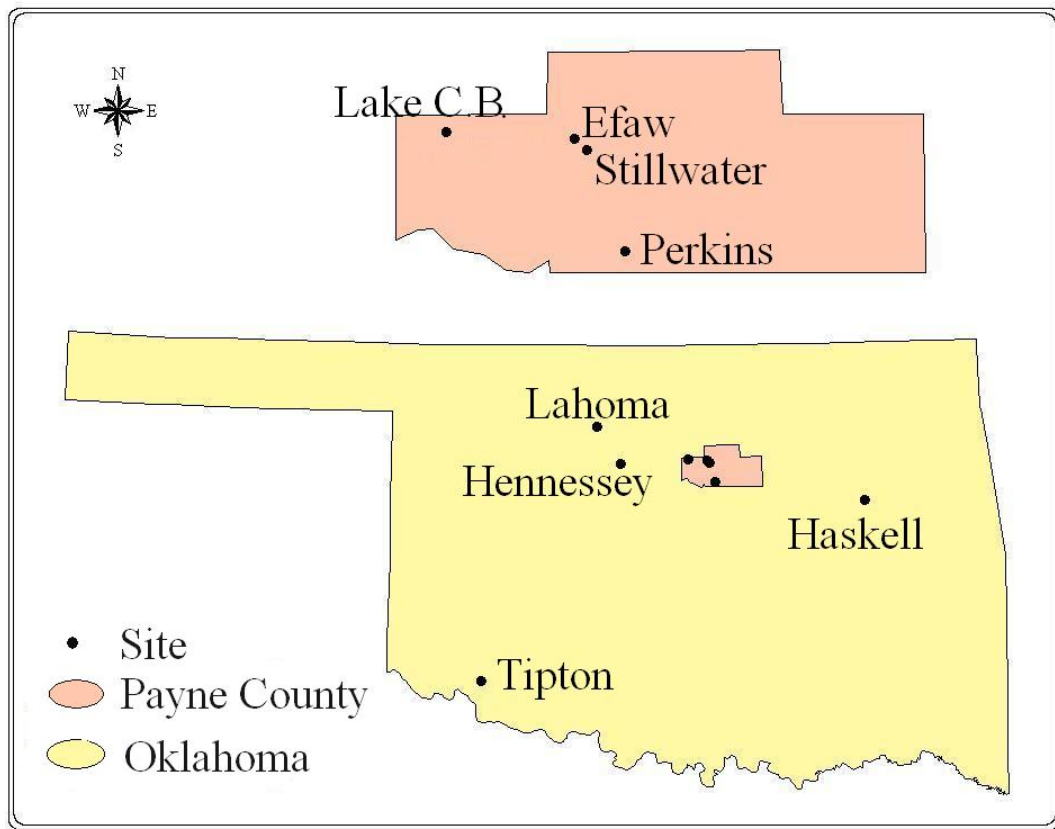 N
W E
S
Lake C.B.
Efaw
Stillwater
Perkins
Lahoma
Hennessey
Haskell
Tipton
Site
Payne County
Oklahoma